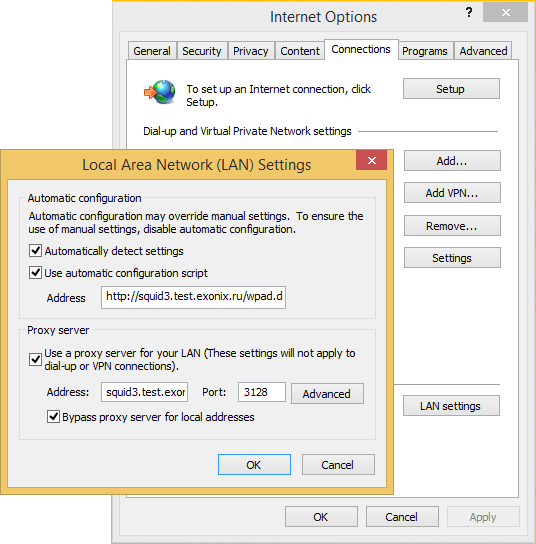 Internet Options
?
General Security Privacy Content Connections Programs Advanced
To set up an Internet connection, click
Setup.
Setup
Dial-up and Virtual Private Network settings
Add...
Add VPN...
Remove...
Settings
LAN settings
OK Cancel Apply
Local Area Network (LAN) Settings
Automatic configuration
Automatic configuration may override manual settings. To ensure the
use of manual settings, disable automatic configuration.
Automatically detect settings
Use automatic configuration script
Address http://squid3.test.exonix.ru/wpad.d
Proxy server
Use a proxy server for your LAN (These settings will not apply to
dial-up or VPN connections).
Address: squid3.test.exor Port: 3128 Advanced
Bypass proxy server for local addresses
OK Cancel